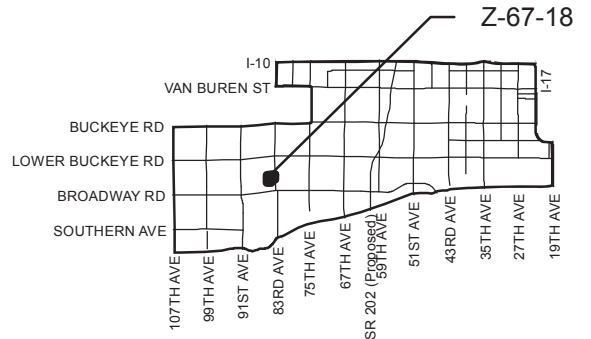 Z-67-18
I-10
I-17
VAN BUREN ST
BUCKEYE RD
LOWER BUCKEYE RD
BROADWAY RD
SOUTHERN AVE
107TH AVE
99TH AVE
91ST AVE
83RD AVE
75TH AVE
67TH AVE
SR 202 (Proposed)
59TH AVE
51ST AVE
43RD AVE
35TH AVE
27TH AVE
19TH AVE